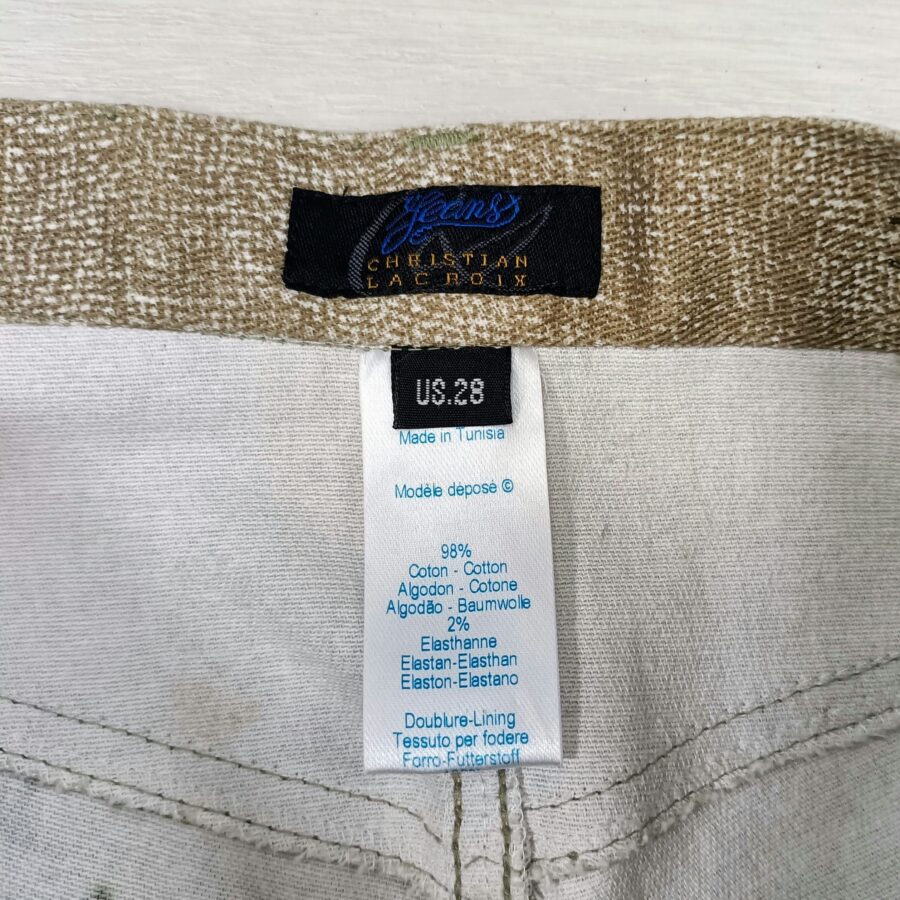 Jeans
CHRISTIAN
LACROIX
US.28
Made in Tunisia
Modèle déposé ©
98%
Coton - Cotton
Algodon - Cotone
Algodão - Baumwolle
2%
Elasthanne
Elastan-Elasthan
Elaston-Elastano
Doublure-Lining
Tessuto per fodere
Forro-Futterstoff